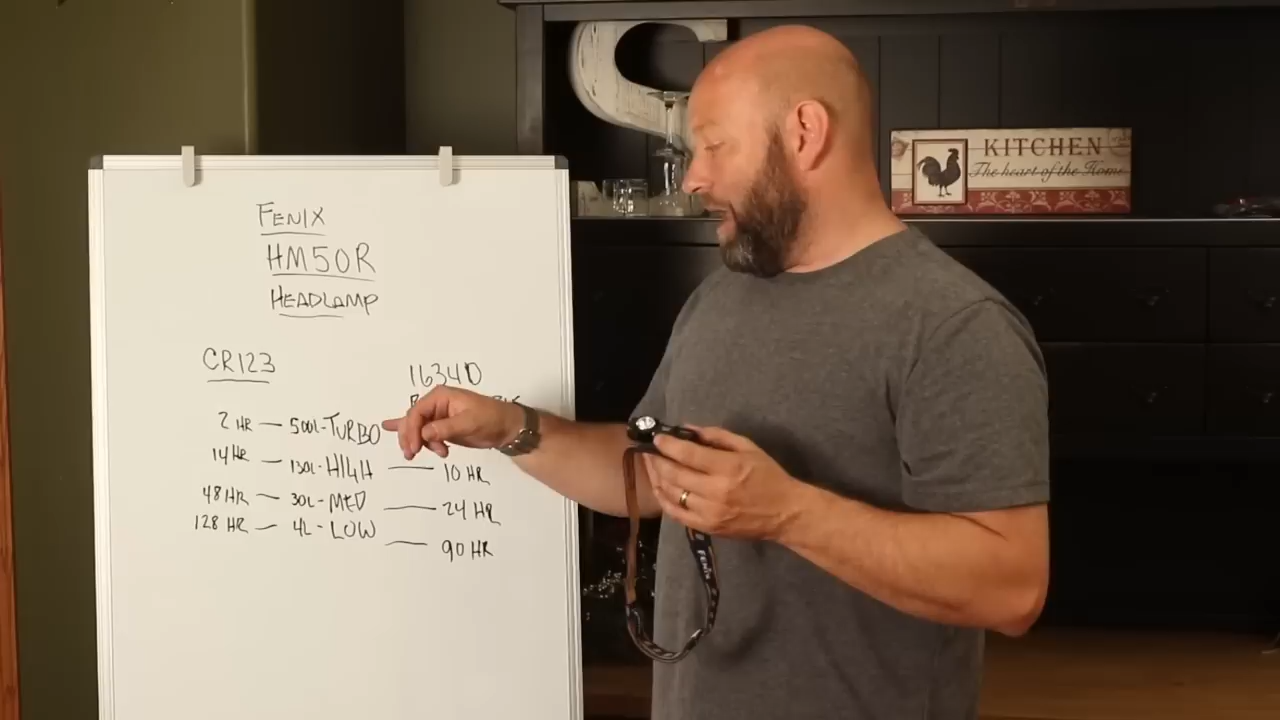 FENIX
HM50R
HEADLAMP
CR123
16340
2 HR — 500L-TURBO
14 HR — 130L-HIGH — 10 HR
48 HR — 30L-MED — 24 HR
128 HR — 4L-LOW — 90 HR
KITCHEN
The heart of the Home
FENIX